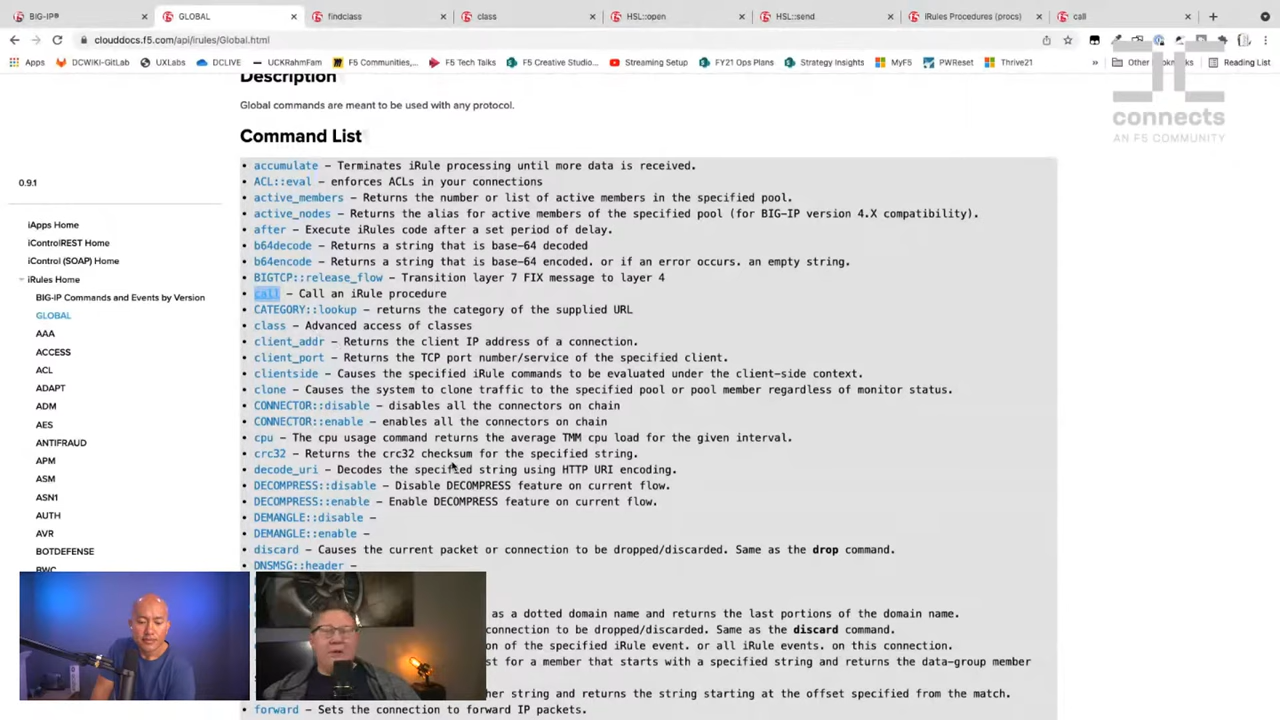 BIG-IP®
GLOBAL
findclass
class
HSL::open
HSL::send
iRules Procedures (procs)
call
clouddocs.f5.com/api/irules/Global.html
Apps
DCWIKI-GitLab
UXLabs
DCLIVE
UCKRahmFam
F5 Communities,...
F5 Tech Talks
F5 Creative Studio...
Streaming Setup
FY21 Ops Plans
Strategy Insights
MyF5
PWReset
Thrive21
»
Reading List
connects
AN F5 COMMUNITY
Description
Global commands are meant to be used with any protocol.
Command List
0.9.1
iApps Home
iControlREST Home
iControl (SOAP) Home
iRules Home
BIG-IP Commands and Events by Version
GLOBAL
AAA
ACCESS
ACL
ADAPT
ADM
AES
ANTIFRAUD
APM
ASM
ASN1
AUTH
AVR
BOTDEFENSE
BWC
• accumulate – Terminates iRule processing until more data is received.
• ACL::eval – enforces ACLs in your connections
• active_members – Returns the number or list of active members in the specified pool.
• active_nodes – Returns the alias for active members of the specified pool (for BIG-IP version 4.X compatibility).
• after – Execute iRules code after a set period of delay.
• b64decode – Returns a string that is base-64 decoded
• b64encode – Returns a string that is base-64 encoded, or if an error occurs, an empty string.
• BIGTCP::release_flow – Transition layer 7 FIX message to layer 4
• call – Call an iRule procedure
• CATEGORY::lookup – returns the category of the supplied URL
• class – Advanced access of classes
• client_addr – Returns the client IP address of a connection.
• client_port – Returns the TCP port number/service of the specified client.
• clientside – Causes the specified iRule commands to be evaluated under the client-side context.
• clone – Causes the system to clone traffic to the specified pool or pool member regardless of monitor status.
• CONNECTOR::disable – disables all the connectors on chain
• CONNECTOR::enable – enables all the connectors on chain
• cpu – The cpu usage command returns the average TMM cpu load for the given interval.
• crc32 – Returns the crc32 checksum for the specified string.
• decode_uri – Decodes the specified string using HTTP URI encoding.
• DECOMPRESS::disable – Disable DECOMPRESS feature on current flow.
• DECOMPRESS::enable – Enable DECOMPRESS feature on current flow.
• DEMANGLE::disable –
• DEMANGLE::enable –
• discard – Causes the current packet or connection to be dropped/discarded. Same as the drop command.
• DNSMSG::header –
as a dotted domain name and returns the last portions of the domain name.
connection to be dropped/discarded. Same as the discard command.
on of the specified iRule event, or all iRule events, on this connection.
st for a member that starts with a specified string and returns the data-group member
her string and returns the string starting at the offset specified from the match.
• forward – Sets the connection to forward IP packets.